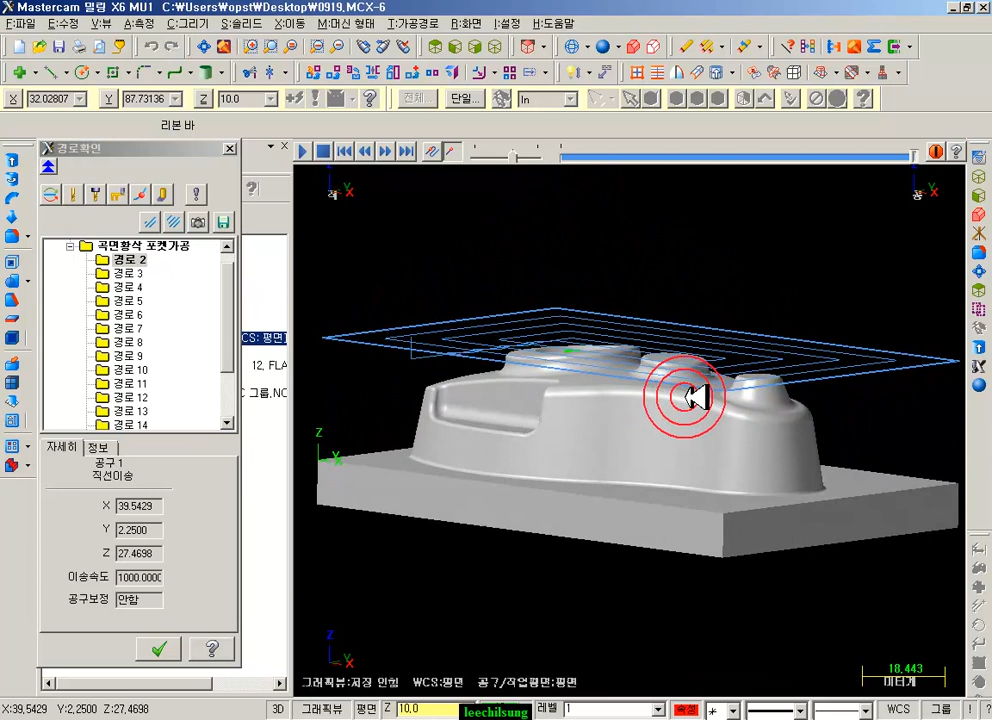 Mastercam 밀링 X6 MU1 C:\Users\opst\Desktop\0919.MCX-6
F:파일 E:수정 V:뷰 A:측정 C:그리기 S:솔리드 X:이동 M:머신 형태 T:가공경로 R:화면 I:설정 H:도움말
X 32.02807 Y 87.73136 Z 10.0 전체... 단일... In
리본 바
경로확인
곡면황삭 포켓가공
경로 2
경로 3
경로 4
경로 5
경로 6
경로 7
경로 8
경로 9
경로 10
경로 11
경로 12
경로 13
경로 14
WCS: 평면]
12, FLA
C 그룹,NC
자세히 정보
공구 1
직선이송
X 39.5429
Y 2.2500
Z 27.4698
이송속도 1000.0000
공구보정 안함
Y X
Y X
Z
Y X
Z
Y X
18,443
미터계
그래픽뷰:저장 안됨 WCS:평면 공구/작업평면:평면
X:39,5429 Y:2,2500 Z:27,4698 3D 그래픽뷰 평면 Z 10,0 레벨 1 속성 WCS 그룹 ! ?
leechilsung